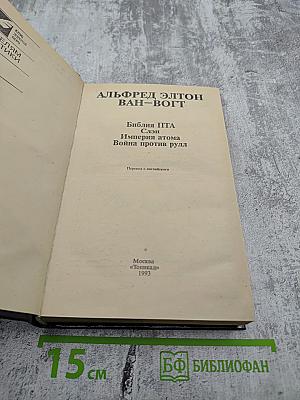 АЛЬФРЕД ЭЛТОН
ВАН—ВОГТ
Библия ПТА
Слэн
Империя атома
Война против рулл
Перевод с английского
Москва
1993
15 см
БФ БИБЛИОФАН